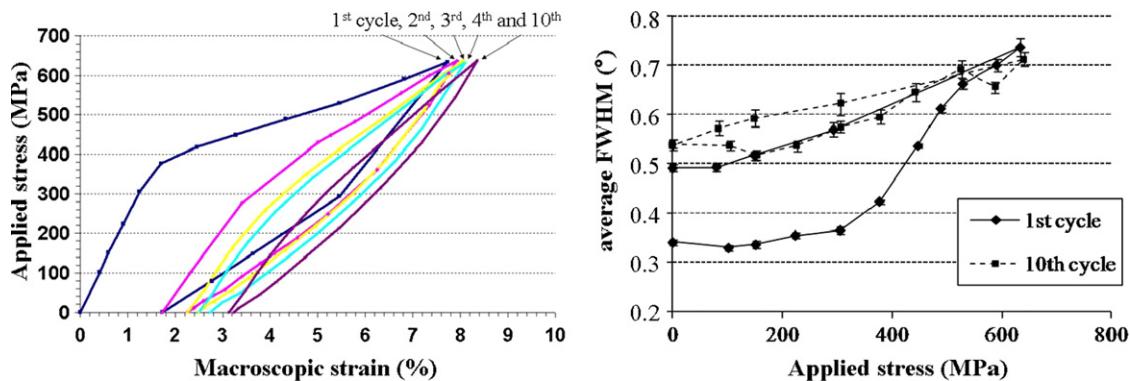 1st cycle, 2nd, 3rd, 4th and 10th
700
600
500
400
300
200
100
0
Applied stress (MPa)
0 1 2 3 4 5 6 7 8 9 10
Macroscopic strain (%)
0.8
0.7
0.6
0.5
0.4
0.3
0.2
average FWHM (°)
1st cycle
10th cycle
0 200 400 600 800
Applied stress (MPa)